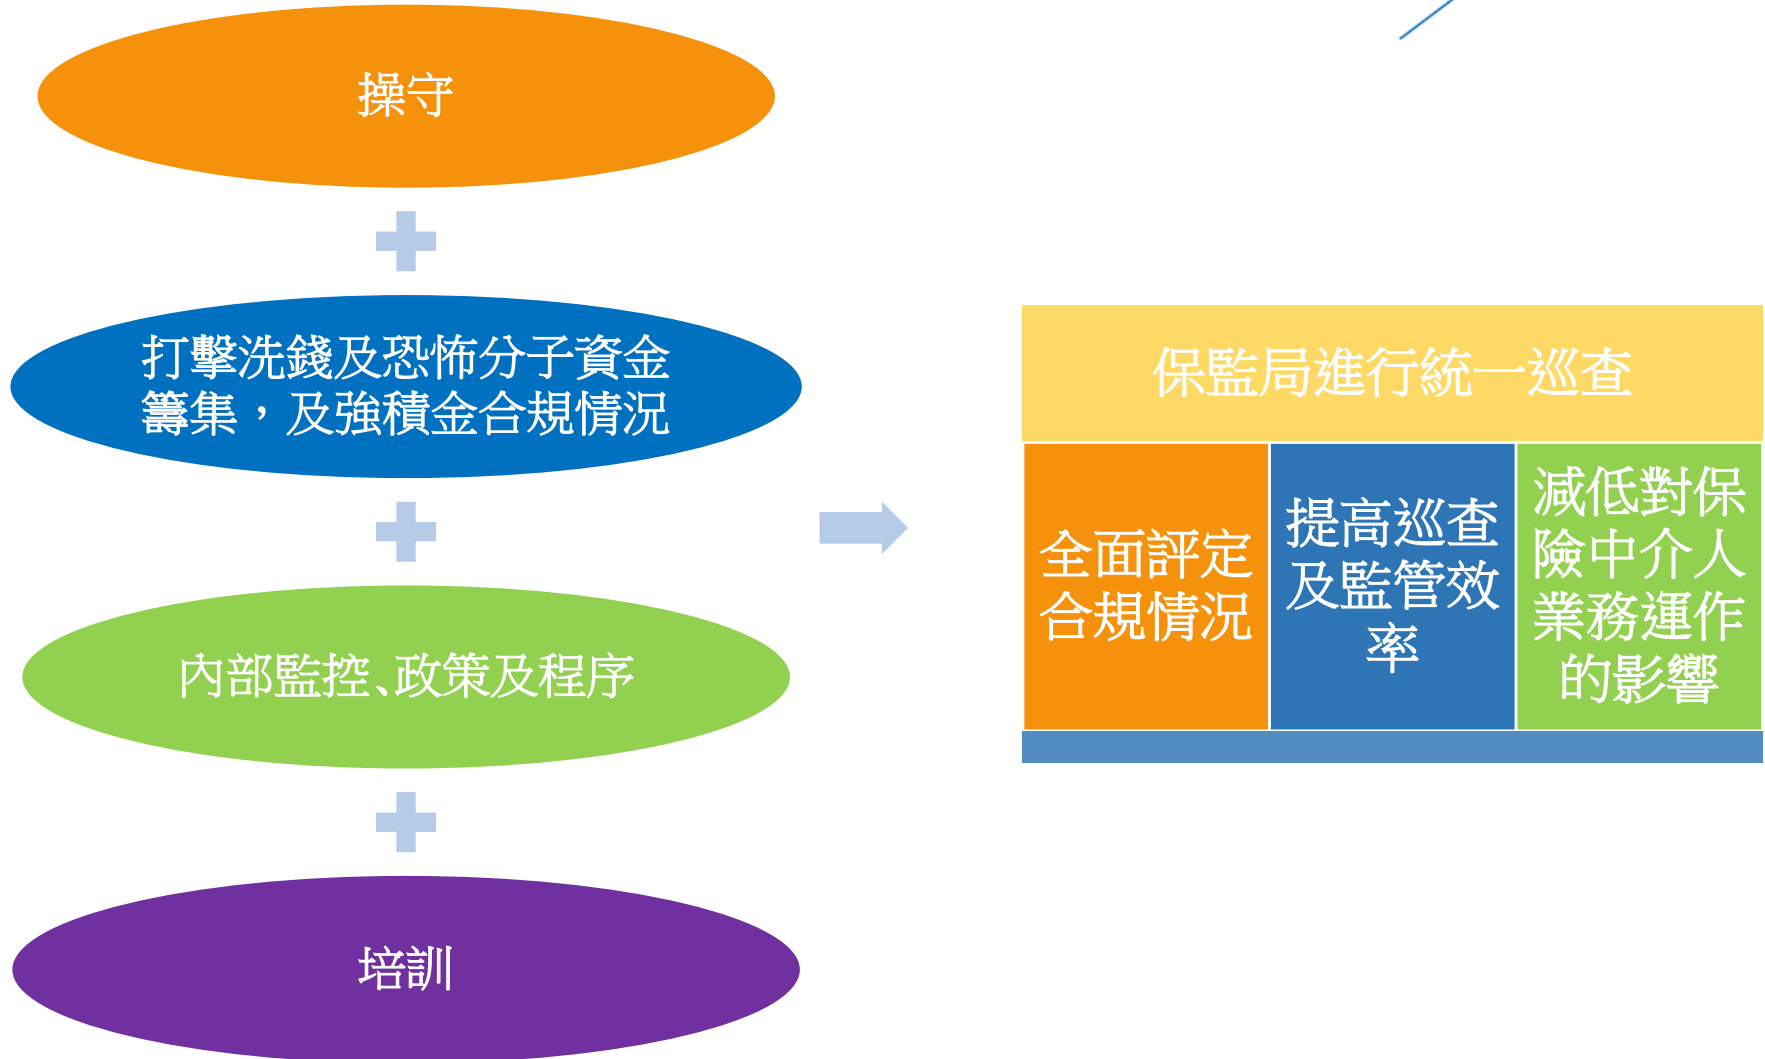 操守
打擊洗錢及恐怖分子資金
籌集，及強積金合規情況
內部監控、政策及程序
培訓
保監局進行統一巡查
全面評定
合規情況
提高巡查
及監管效
率
減低對保
險中介人
業務運作
的影響